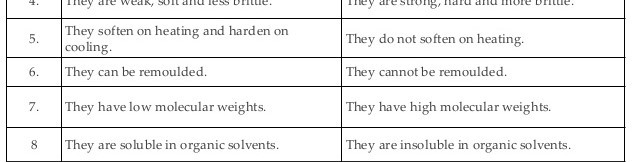 4. They are weak, soft and less brittle. They are strong, hard and more brittle.
5. They soften on heating and harden on
cooling. They do not soften on heating.
6. They can be remoulded. They cannot be remoulded.
7. They have low molecular weights. They have high molecular weights.
8 They are soluble in organic solvents. They are insoluble in organic solvents.